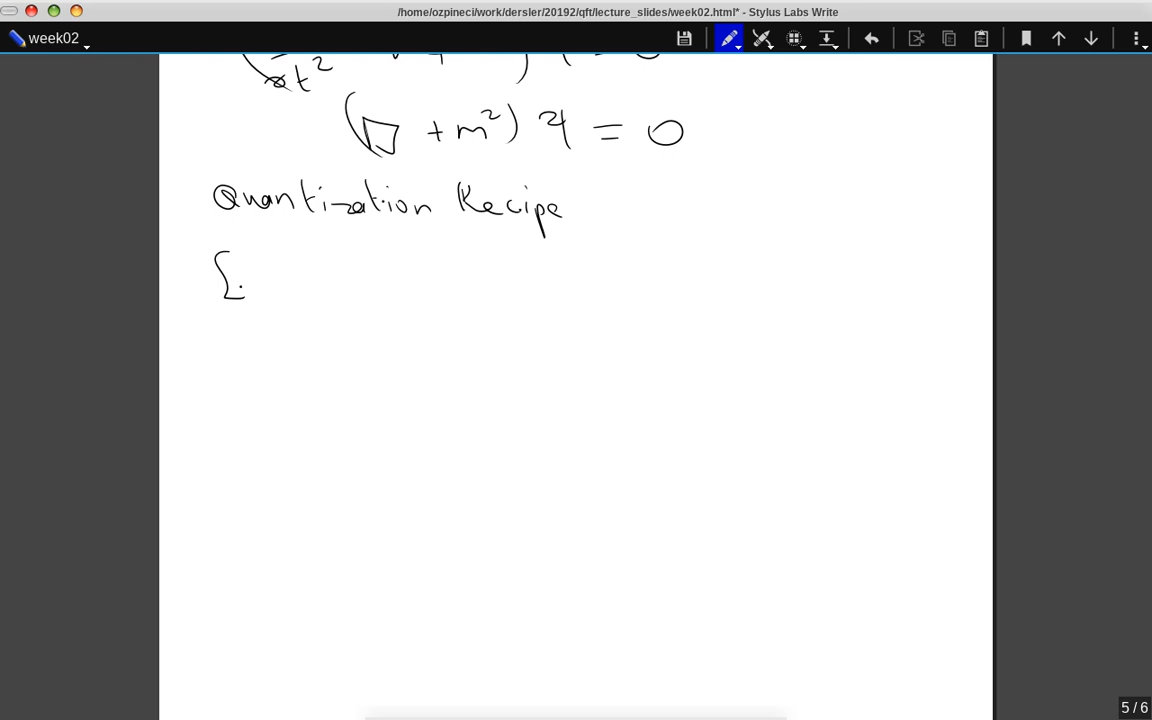 /home/ozpineci/work/dersler/20192/qft/lecture_slides/week02.html* - Stylus Labs Write
week02
∂t²
(□ + m²) Ψ = 0
Quantization Recipe
5 / 6